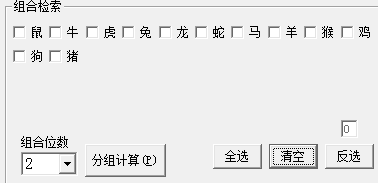 组合检索
鼠 牛 虎 兔 龙 蛇 马 羊 猴 鸡
狗 猪
0
组合位数
2 分组计算(P) 全选 清空 反选